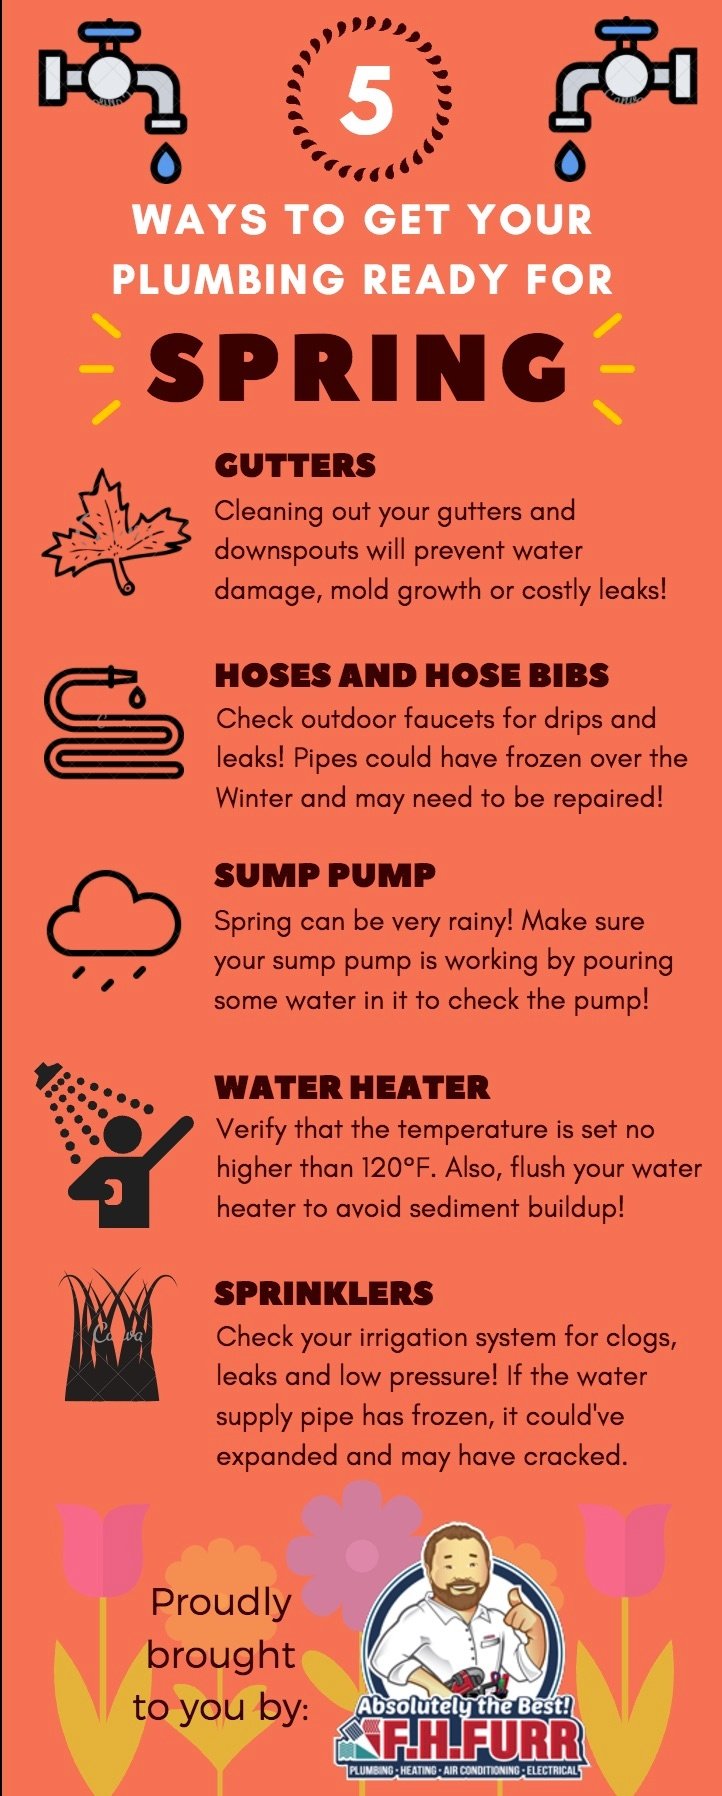 5
WAYS TO GET YOUR
PLUMBING READY FOR
SPRING
GUTTERS
Cleaning out your gutters and
downspouts will prevent water
damage, mold growth or costly leaks!
HOSES AND HOSE BIBS
Check outdoor faucets for drips and
leaks! Pipes could have frozen over the
Winter and may need to be repaired!
SUMP PUMP
Spring can be very rainy! Make sure
your sump pump is working by pouring
some water in it to check the pump!
WATER HEATER
Verify that the temperature is set no
higher than 120°F. Also, flush your water
heater to avoid sediment buildup!
SPRINKLERS
Canva
Check your irrigation system for clogs,
leaks and low pressure! If the water
supply pipe has frozen, it could've
expanded and may have cracked.
Proudly
brought
to you by:
Absolutely the Best!
F.H.FURR
PLUMBING • HEATING • AIR CONDITIONING • ELECTRICAL